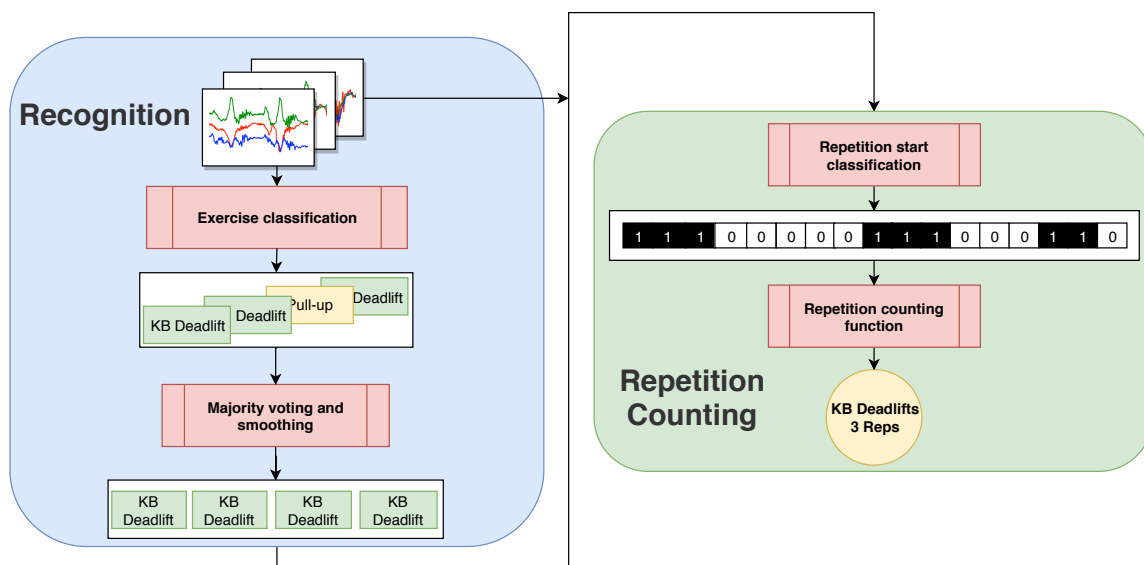 Recognition
Exercise classification
KB Deadlift
Deadlift
Pull-up
Deadlift
Majority voting and
smoothing
KB
Deadlift
KB
Deadlift
KB
Deadlift
KB
Deadlift
Repetition start
classification
1 1 1 0 0 0 0 0 1 1 1 0 0 0 1 1 0
Repetition counting
function
Repetition
Counting
KB Deadlifts
3 Reps